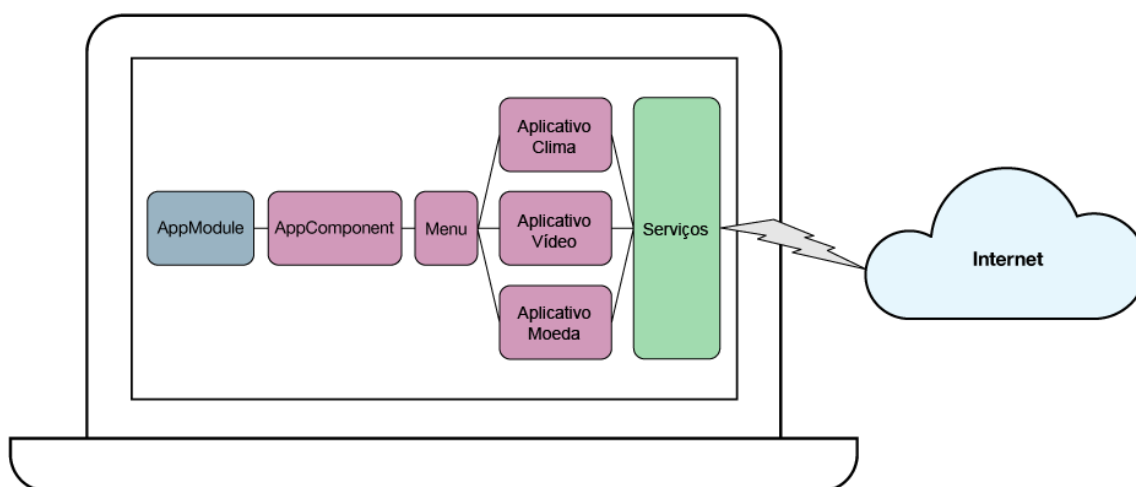 AppModule
AppComponent
Menu
Aplicativo
Clima
Aplicativo
Vídeo
Aplicativo
Moeda
Serviços
Internet